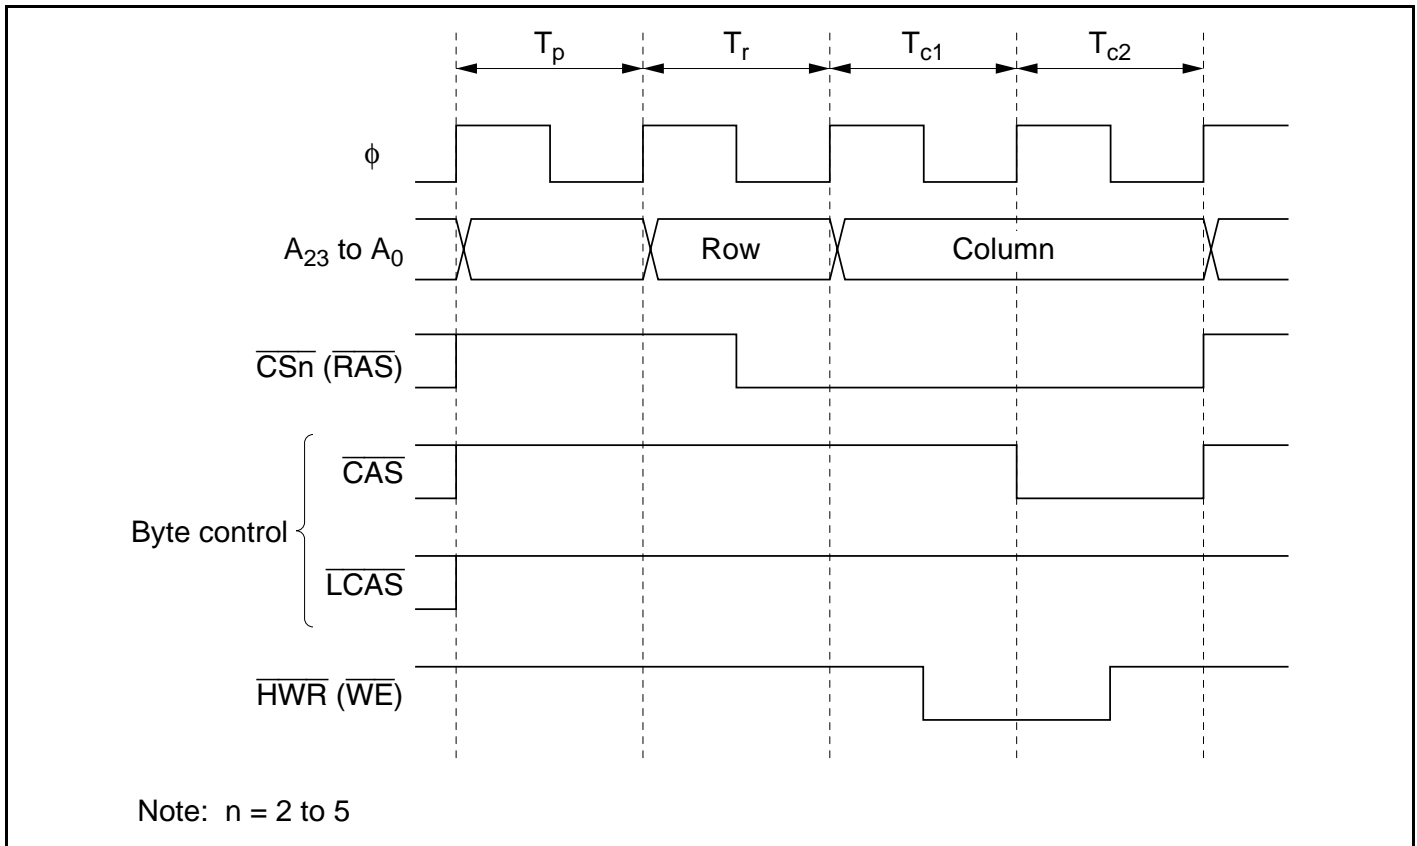 Tp Tr Tc1 Tc2
ϕ
A23 to A0 Row Column
CSn (RAS)
CAS
Byte control
LCAS
HWR (WE)
Note: n = 2 to 5